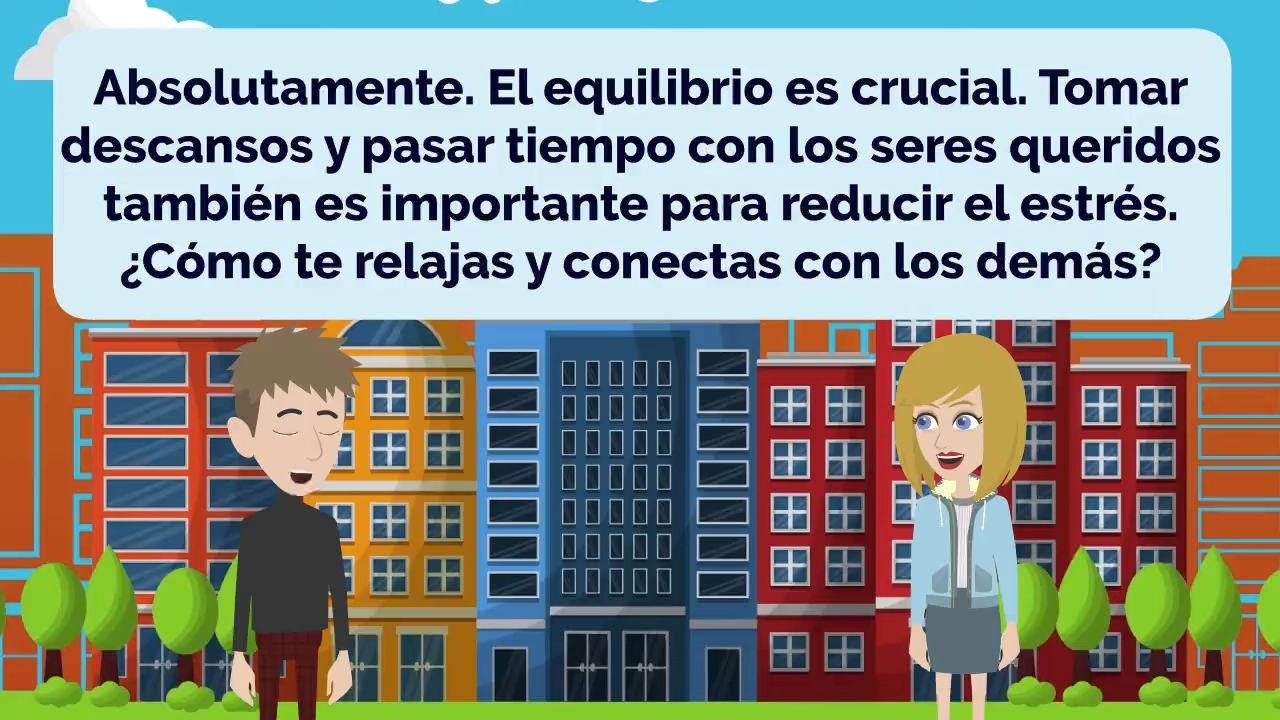 Absolutamente. El equilibrio es crucial. Tomar
descansos y pasar tiempo con los seres queridos
también es importante para reducir el estrés.
¿Cómo te relajas y conectas con los demás?